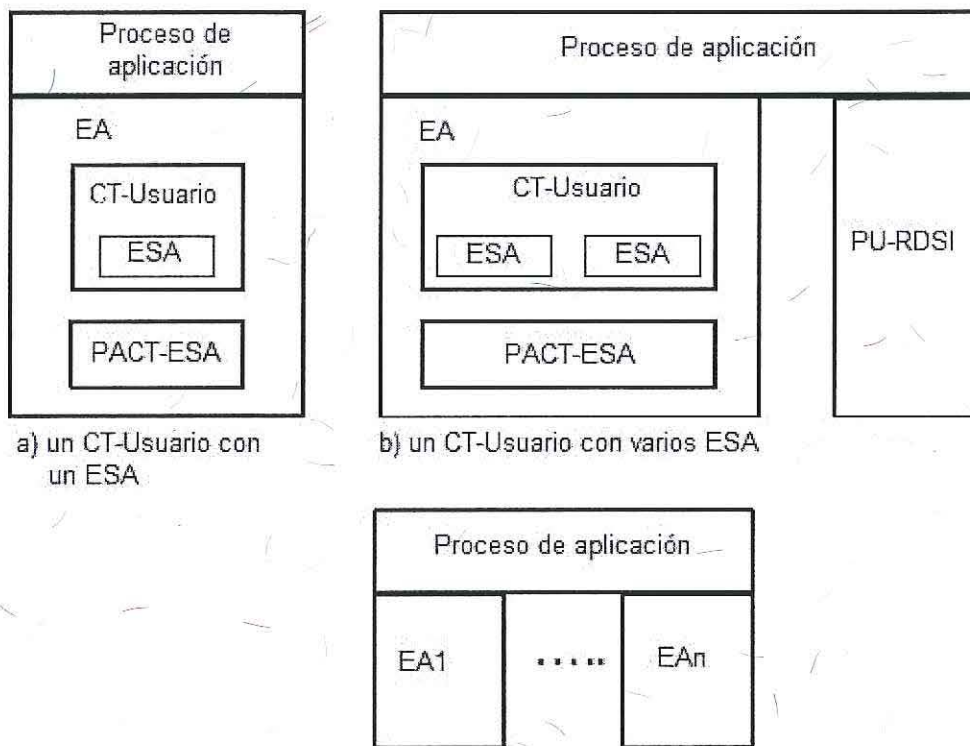 Proceso de
aplicación
EA
CT-Usuario
ESA
PACT-ESA
a) un CT-Usuario con
un ESA
Proceso de aplicación
EA
CT-Usuario
ESA ESA
PACT-ESA
PU-RDSI
b) un CT-Usuario con varios ESA
Proceso de aplicación
EA1 ..... EAn